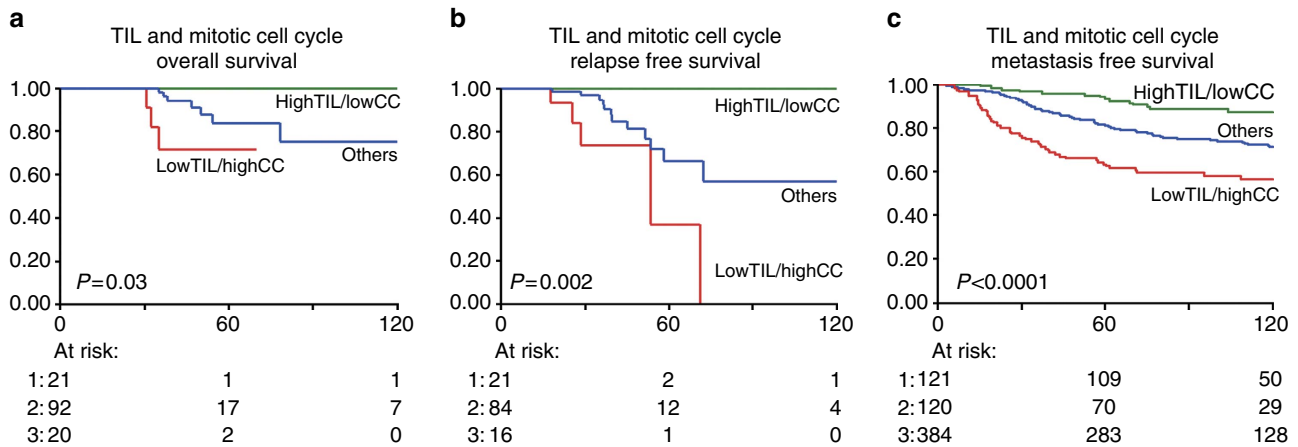 a
TIL and mitotic cell cycle
overall survival
1.00
0.80
0.60
0.40
0.20
0.00
HighTIL/lowCC
Others
LowTIL/highCC
P=0.03
0 60 120
At risk:
1:21 1 1
2:92 17 7
3:20 2 0
b
TIL and mitotic cell cycle
relapse free survival
1.00
0.80
0.60
0.40
0.20
0.00
HighTIL/lowCC
Others
LowTIL/highCC
P=0.002
0 60 120
At risk:
1:21 2 1
2:84 12 4
3:16 1 0
c
TIL and mitotic cell cycle
metastasis free survival
1.00
0.80
0.60
0.40
0.20
0.00
HighTIL/lowCC
Others
LowTIL/highCC
P<0.0001
0 60 120
At risk:
1:121 109 50
2:120 70 29
3:384 283 128